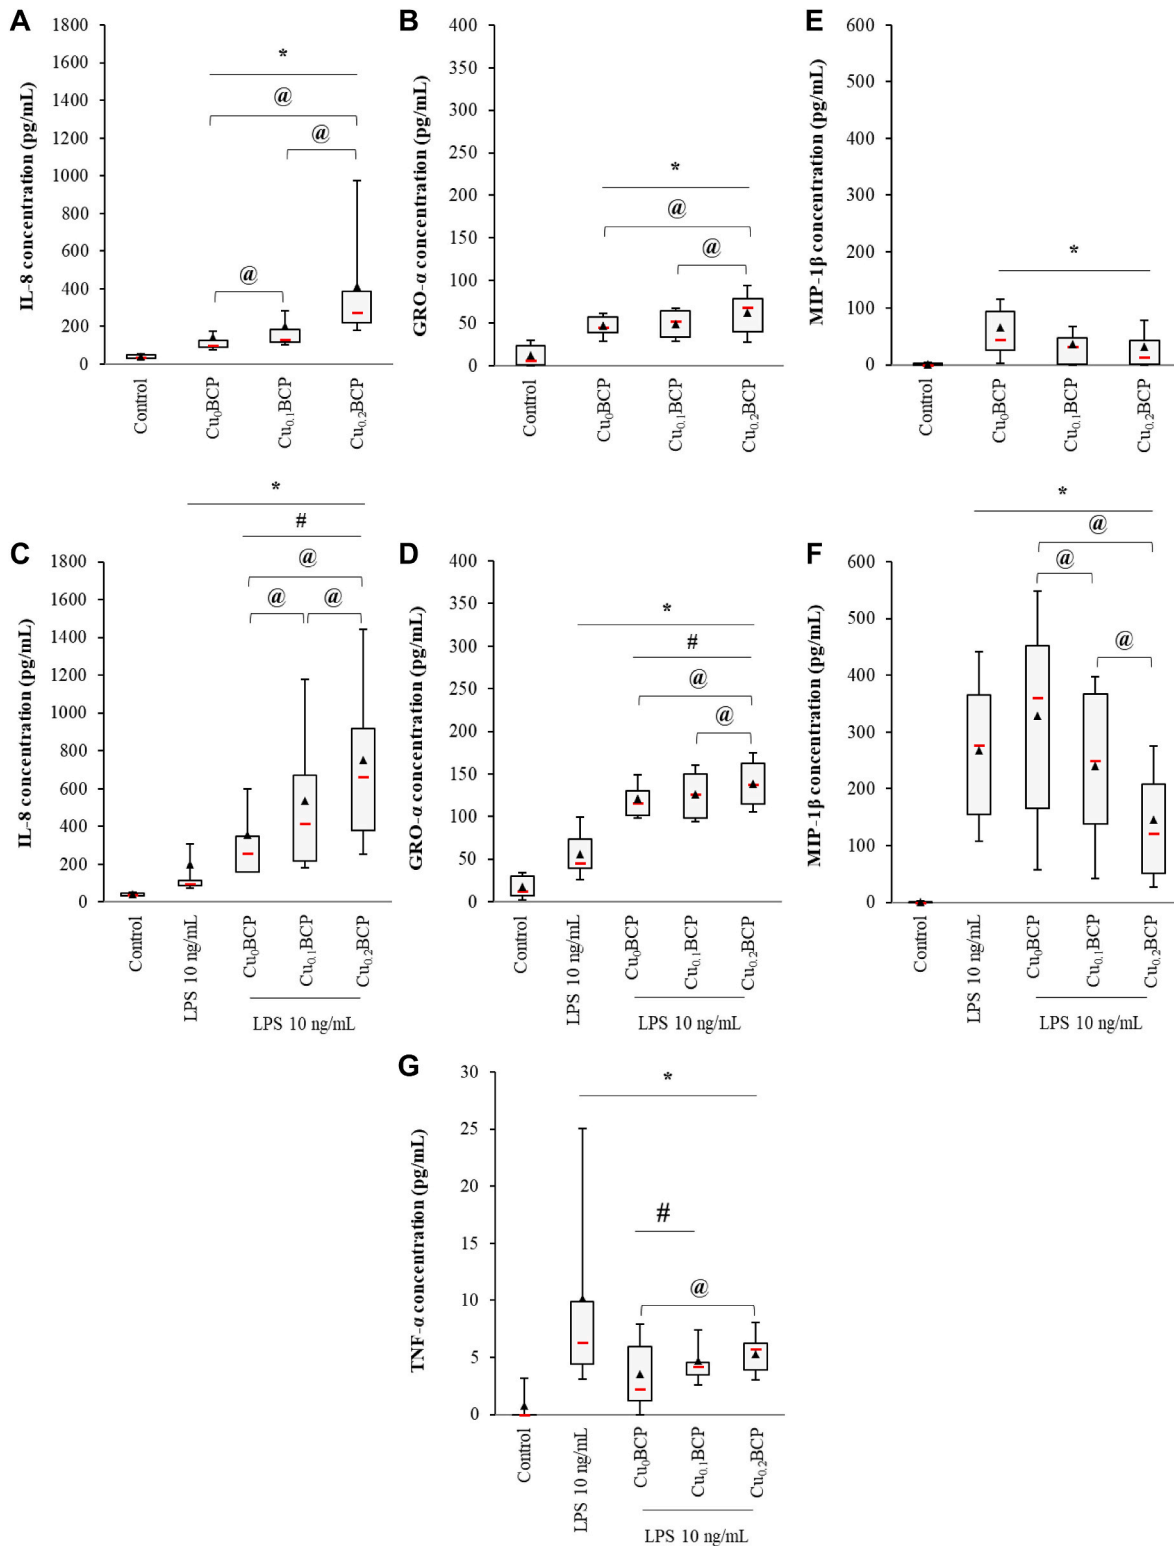 A
IL-8 concentration (pg/mL)
1800
1600
1400
1200
1000
800
600
400
200
0
*
@
@
@
Control
Cu₀BCP
Cu₀.₁BCP
Cu₀.₂BCP
B
GRO-α concentration (pg/mL)
400
350
300
250
200
150
100
50
0
*
@
@
Control
Cu₀BCP
Cu₀.₁BCP
Cu₀.₂BCP
E
MIP-1β concentration (pg/mL)
600
500
400
300
200
100
0
*
Control
Cu₀BCP
Cu₀.₁BCP
Cu₀.₂BCP
C
IL-8 concentration (pg/mL)
1800
1600
1400
1200
1000
800
600
400
200
0
*
#
@
@
@
Control
LPS 10 ng/mL
Cu₀BCP
Cu₀.₁BCP
Cu₀.₂BCP
LPS 10 ng/mL
D
GRO-α concentration (pg/mL)
400
350
300
250
200
150
100
50
0
*
#
@
@
Control
LPS 10 ng/mL
Cu₀BCP
Cu₀.₁BCP
Cu₀.₂BCP
LPS 10 ng/mL
F
MIP-1β concentration (pg/mL)
600
500
400
300
200
100
0
*
@
@
@
Control
LPS 10 ng/mL
Cu₀BCP
Cu₀.₁BCP
Cu₀.₂BCP
LPS 10 ng/mL
G
TNF-α concentration (pg/mL)
30
25
20
15
10
5
0
*
#
@
Control
LPS 10 ng/mL
Cu₀BCP
Cu₀.₁BCP
Cu₀.₂BCP
LPS 10 ng/mL